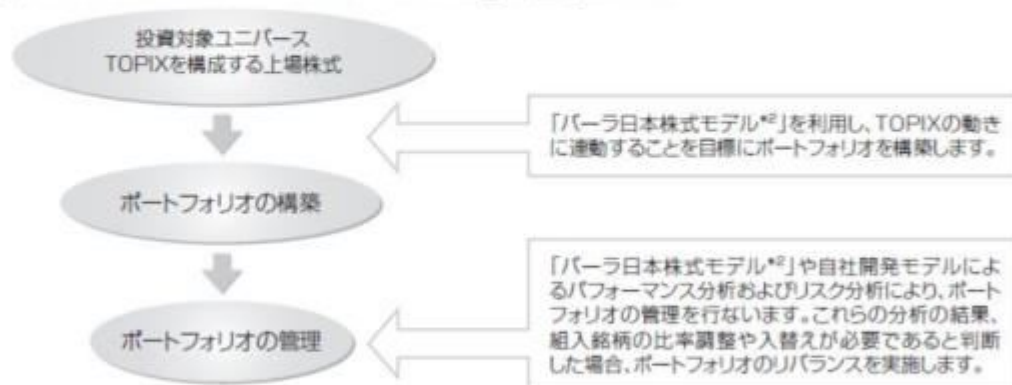 投資対象ユニバース
TOPIXを構成する上場株式
「バーラ日本株式モデル*2」を利用し、TOPIXの動き
に連動することを目標にポートフォリオを構築します。
ポートフォリオの構築
「バーラ日本株式モデル*2」や自社開発モデルによ
るパフォーマンス分析およびリスク分析により、ポート
フォリオの管理を行ないます。これらの分析の結果、
組入銘柄の比率調整や入替えが必要であると判断
した場合、ポートフォリオのリバランスを実施します。
ポートフォリオの管理